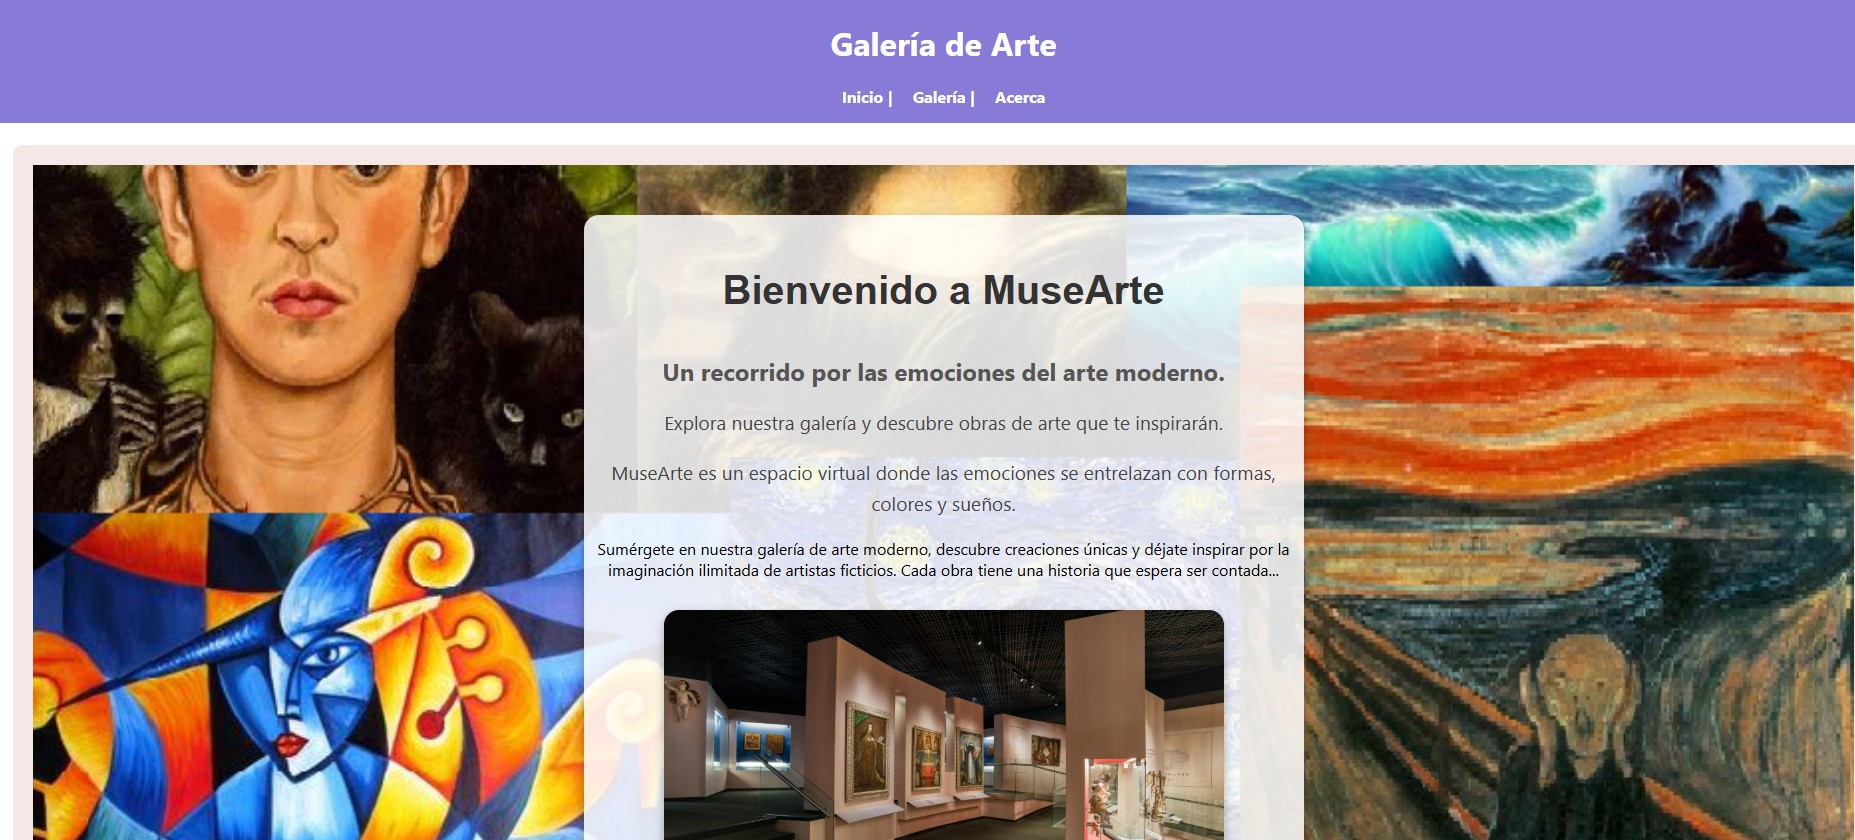 Galería de Arte
Inicio | Galería | Acerca
Bienvenido a MuseArte
Un recorrido por las emociones del arte moderno.
Explora nuestra galería y descubre obras de arte que te inspirarán.
MuseArte es un espacio virtual donde las emociones se entrelazan con formas,
colores y sueños.
Sumérgete en nuestra galería de arte moderno, descubre creaciones únicas y déjate inspirar por la
imaginación ilimitada de artistas ficticios. Cada obra tiene una historia que espera ser contada...